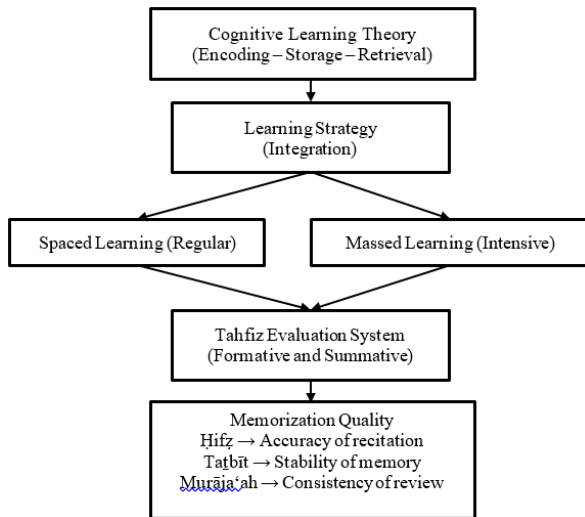 Cognitive Learning Theory
(Encoding – Storage – Retrieval)
Learning Strategy
(Integration)
Spaced Learning (Regular)
Massed Learning (Intensive)
Tahfiz Evaluation System
(Formative and Summative)
Memorization Quality
Ḥifẓ → Accuracy of recitation
Taṯbīt → Stability of memory
Murāja‘ah → Consistency of review